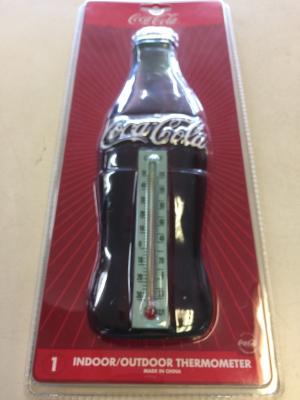 Coca-Cola
Coca-Cola
1 INDOOR/OUTDOOR THERMOMETER
MADE IN CHINA